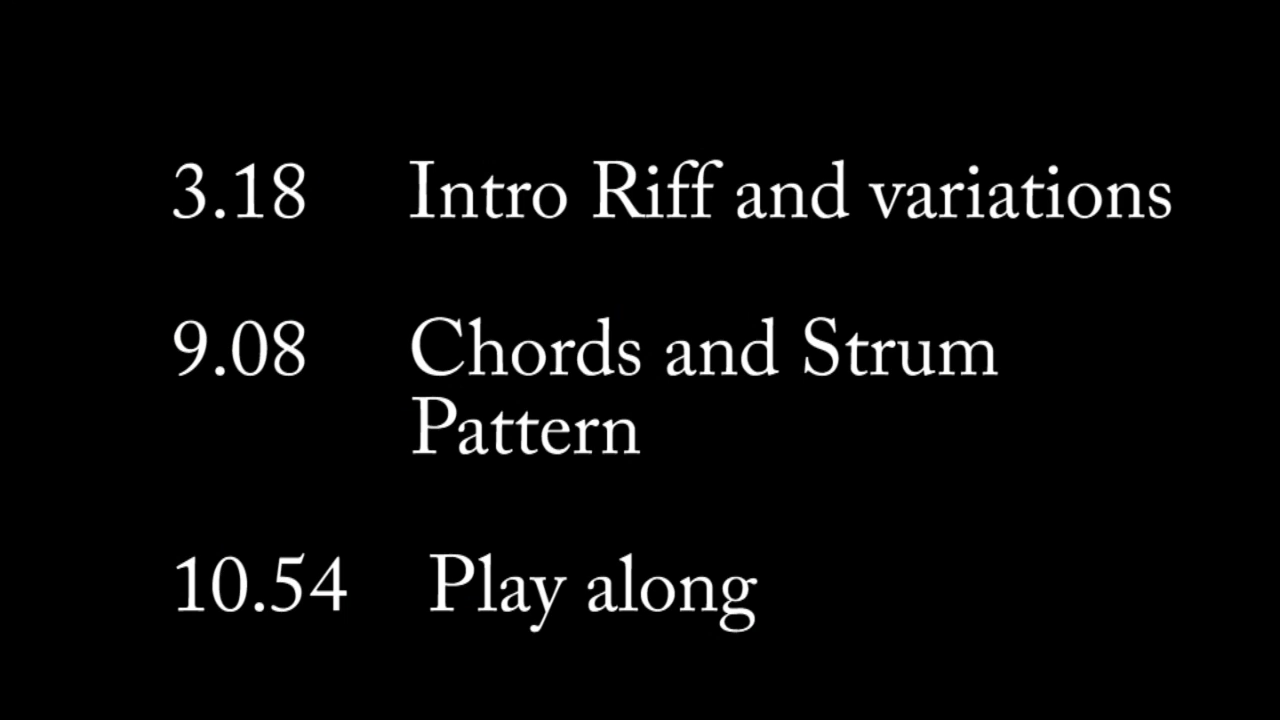 3.18 Intro Riff and variations
9.08 Chords and Strum
Pattern
10.54 Play along